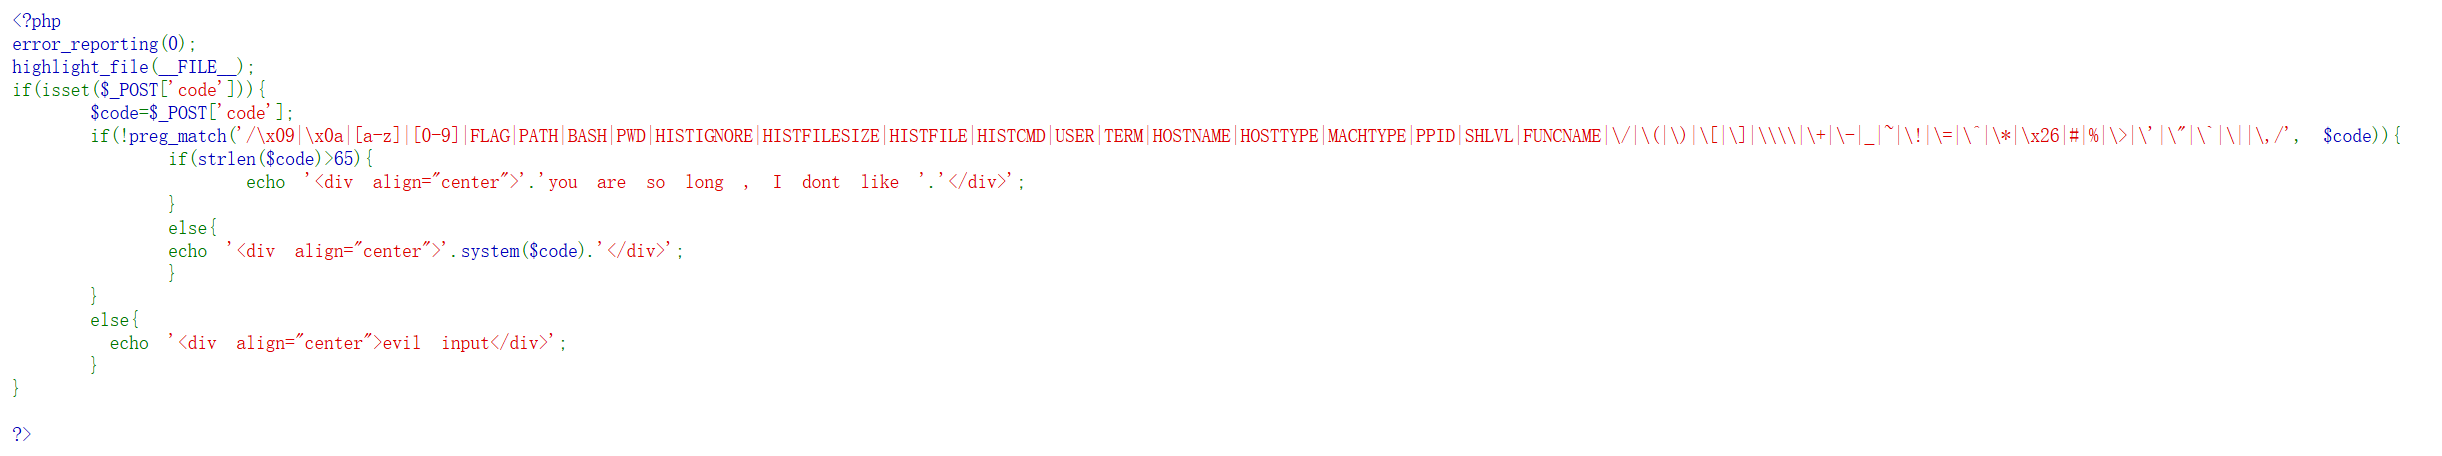 <?php
error_reporting(0);
highlight_file(__FILE__);
if(isset($_POST['code'])){
        $code=$_POST['code'];
        if(!preg_match('/\x09|\x0a|[a-z]|[0-9]|FLAG|PATH|BASH|PWD|HISTIGNORE|HISTFILESIZE|HISTFILE|HISTCMD|USER|TERM|HOSTNAME|HOSTTYPE|MACHTYPE|PPID|SHLVL|FUNCNAME|\/|\(|\)|\[|\]|\\\\|\+|\-|_|~|\!|\=|\^|\*|\x26|#|%|\>|\'|\"|\`|\||\,/', $code)){
                if(strlen($code)>65){
                        echo '<div align="center">'.'you are so long , I dont like '.'</div>';
                }
                else{
                echo '<div align="center">'.system($code).'</div>';
                }
        }
        else{
          echo '<div align="center">evil input</div>';
        }
}
?>